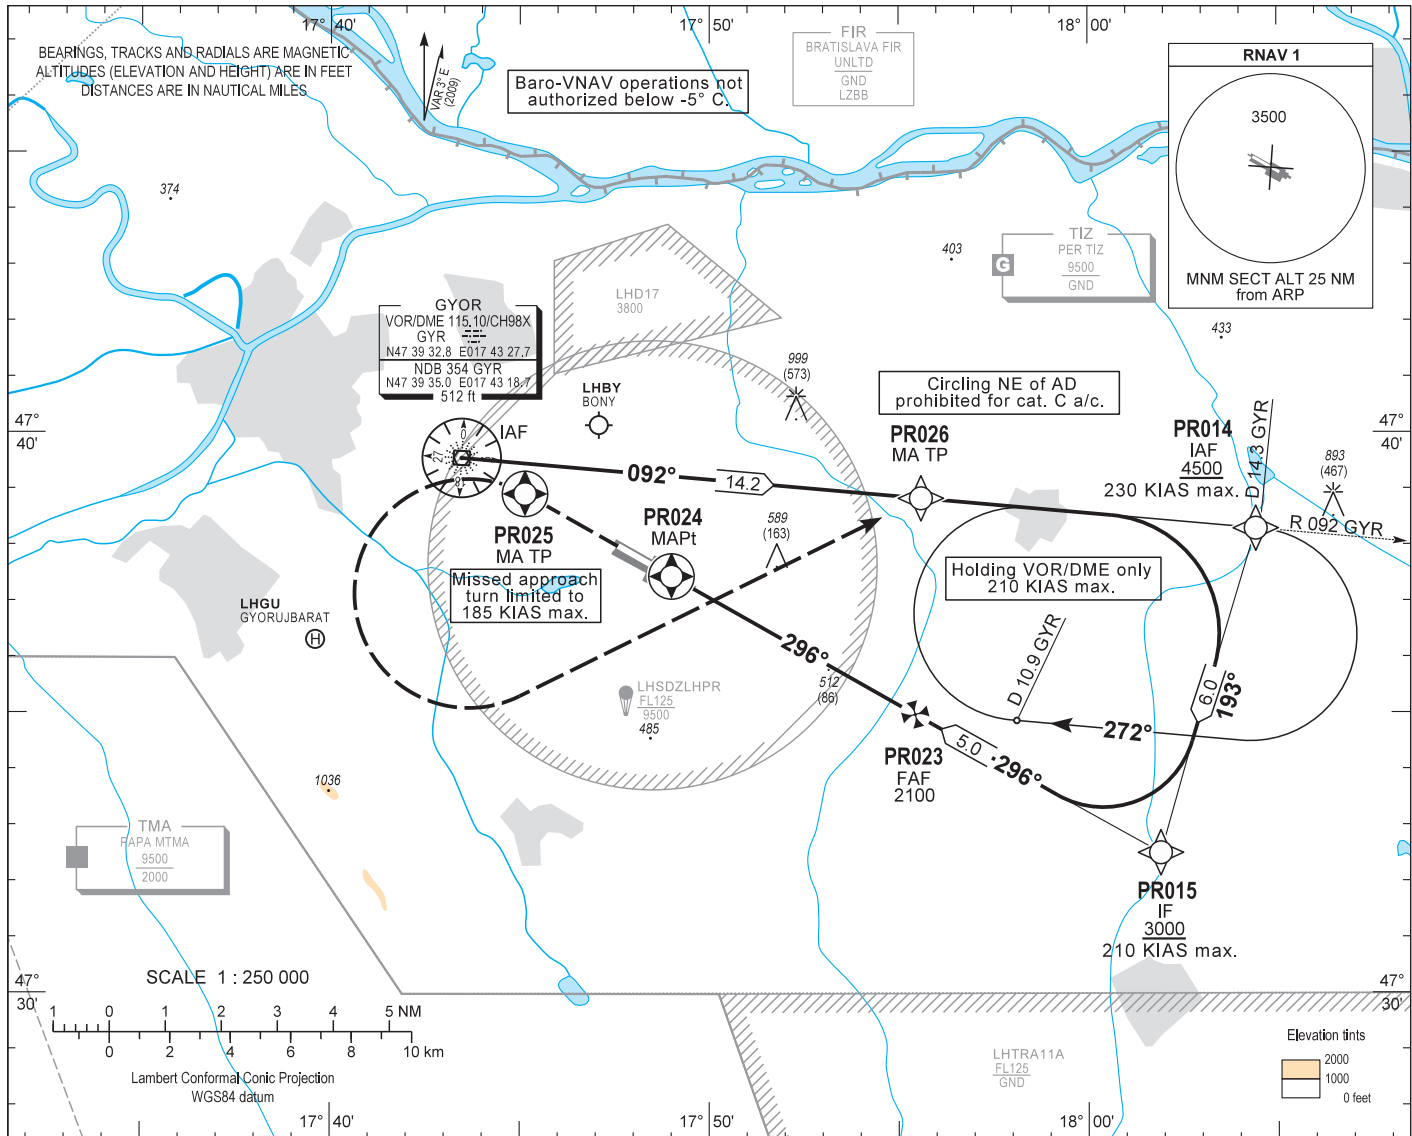 17° 40'
17° 50'
18° 00'
BEARINGS, TRACKS AND RADIALS ARE MAGNETIC
ALTITUDES (ELEVATION AND HEIGHT) ARE IN FEET
DISTANCES ARE IN NAUTICAL MILES
VAR 3° E
(2009)
Baro-VNAV operations not
authorized below -5° C.
FIR
BRATISLAVA FIR
UNLTD
GND
LZBB
RNAV 1
3500
MNM SECT ALT 25 NM
from ARP
374
403
433
TIZ
PER TIZ
9500
GND
G
LHD17
3800
GYOR
VOR/DME 115.10/CH98X
GYR
N47 39 32.8 E017 43 27.7
NDB 354 GYR
N47 39 35.0 E017 43 18.7
512 ft
LHBY
BONY
999
(573)
Circling NE of AD
prohibited for cat. C a/c.
47°
40'
47°
40'
IAF
0
27
18
PR026
MA TP
PR014
IAF
4500
230 KIAS max.
D 14.3 GYR
893
(467)
R 092 GYR
092°
14.2
PR025
MA TP
PR024
MAPt
589
(163)
Missed approach
turn limited to
185 KIAS max.
Holding VOR/DME only
210 KIAS max.
LHGU
GYORUJBARAT
H
D 10.9 GYR
296°
512
(86)
6.0
193°
272°
LHSDZLHPR
FL125
9500
485
PR023
FAF
2100
5.0
296°
1036
TMA
PAPA MTMA
9500
2000
PR015
IF
3000
210 KIAS max.
SCALE 1 : 250 000
47°
30'
47°
30'
1 0 1 2 3 4 5 NM
0 2 4 6 8 10 km
Lambert Conformal Conic Projection
WGS84 datum
LHTRA11A
FL125
GND
Elevation tints
2000
1000
0 feet
17° 40'
17° 50'
18° 00'